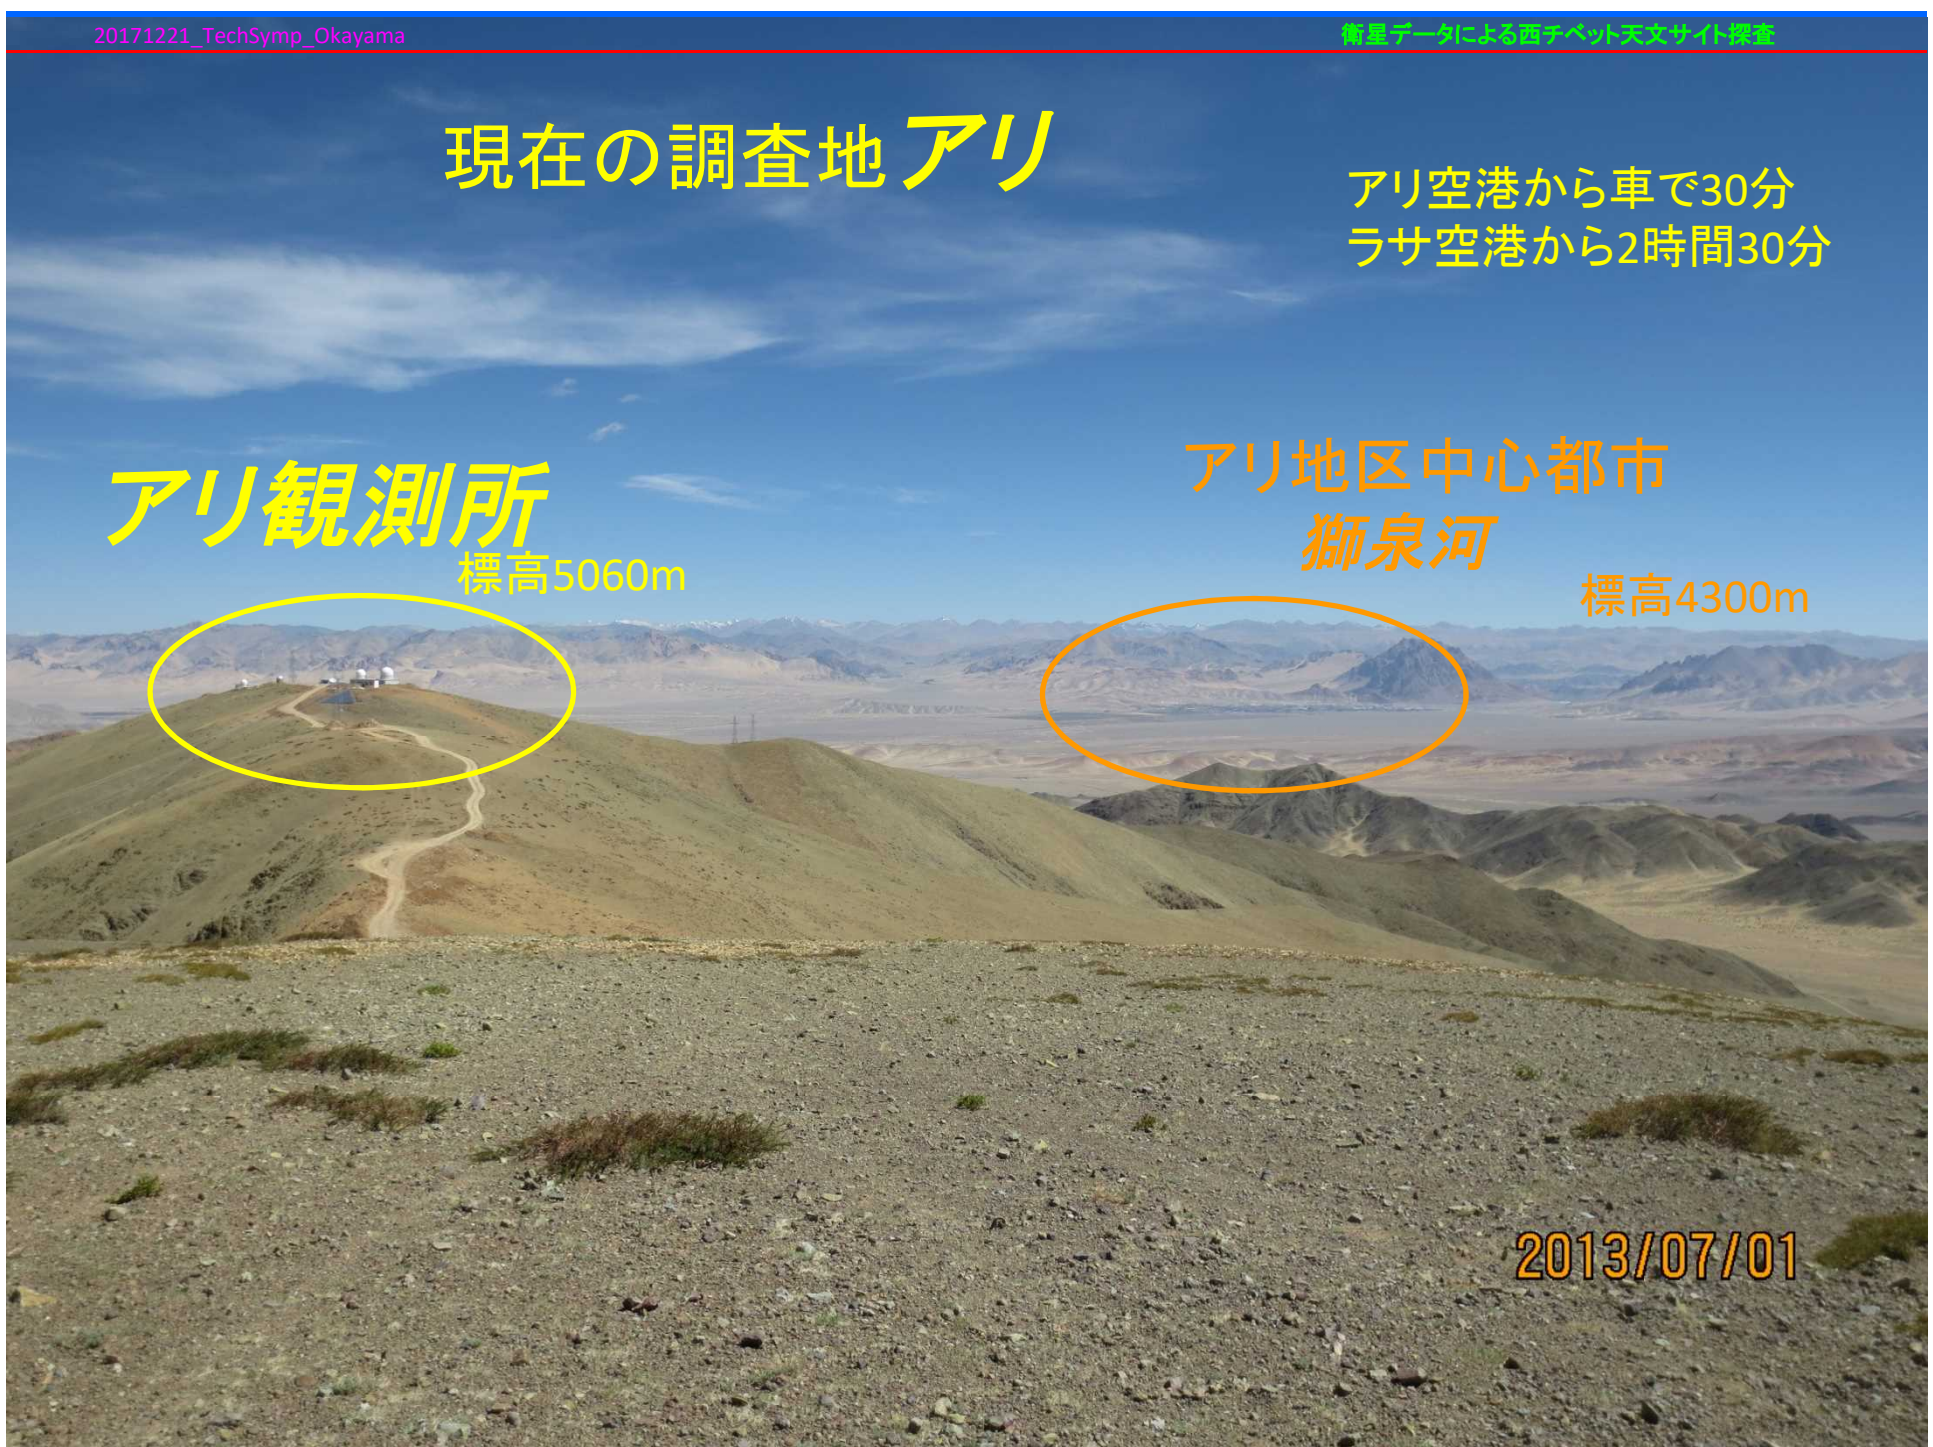 20171221_TechSymp_Okayama
衛星データによる西チベット天文サイト探査
現在の調査地アリ
アリ空港から車で30分
ラサ空港から2時間30分
アリ観測所
標高5060m
アリ地区中心都市
獅泉河
標高4300m
2013/07/01